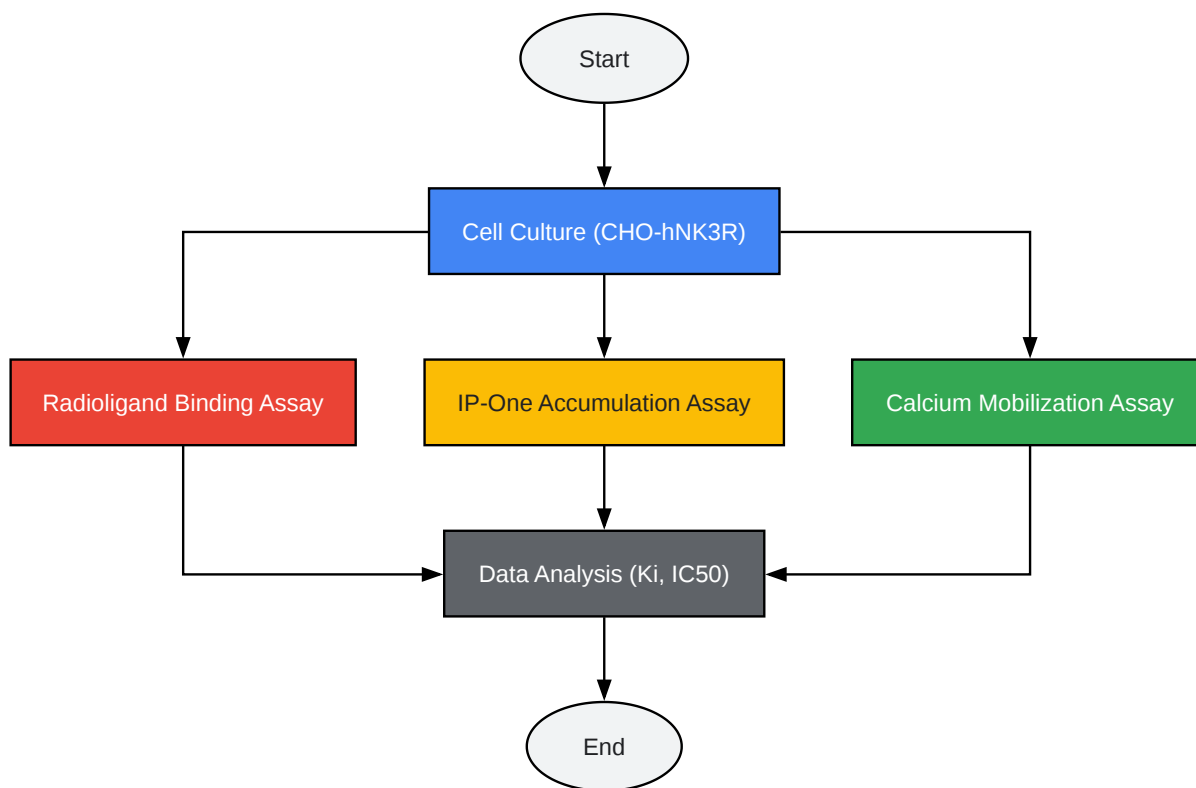 Start
Cell Culture (CHO-hNK3R)
Radioligand Binding Assay
IP-One Accumulation Assay
Calcium Mobilization Assay
Data Analysis (Ki, IC50)
End